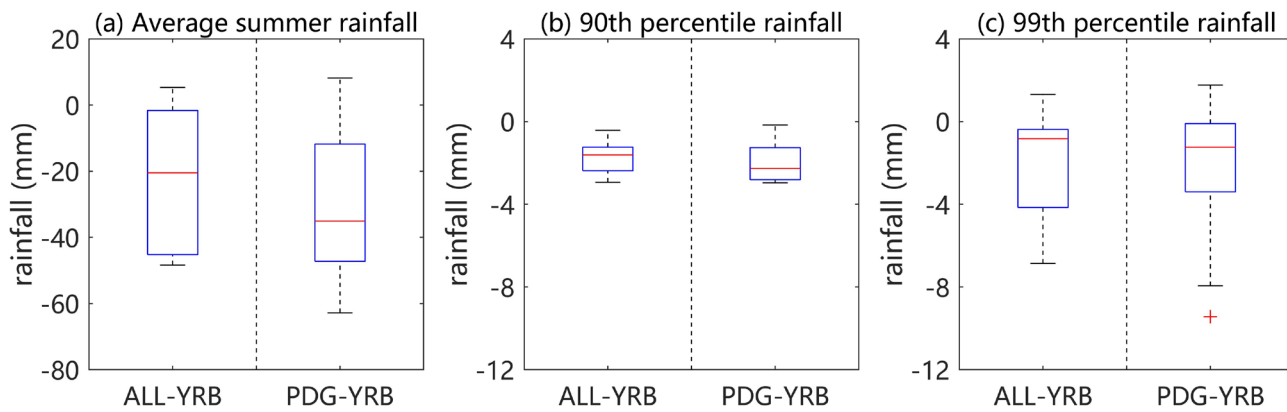 (a) Average summer rainfall
20
0
-20
-40
-60
-80
rainfall (mm)
ALL-YRB
PDG-YRB
(b) 90th percentile rainfall
4
0
-4
-8
-12
rainfall (mm)
ALL-YRB
PDG-YRB
(c) 99th percentile rainfall
4
0
-4
-8
-12
rainfall (mm)
ALL-YRB
PDG-YRB